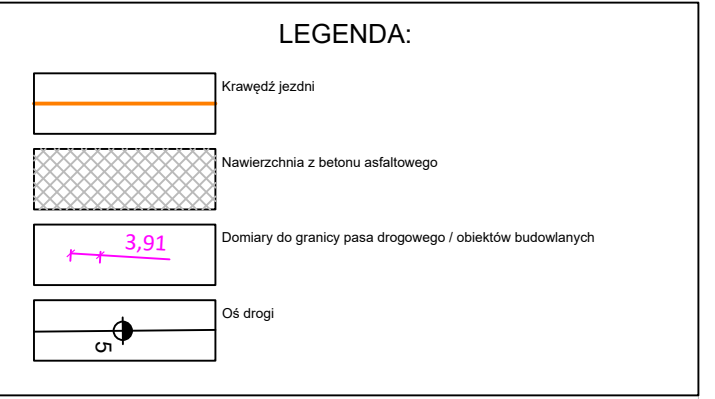 LEGENDA:
Krawędź jezdni
Nawierzchnia z betonu asfaltowego
3,91
Domiary do granicy pasa drogowego / obiektów budowlanych
Oś drogi
5